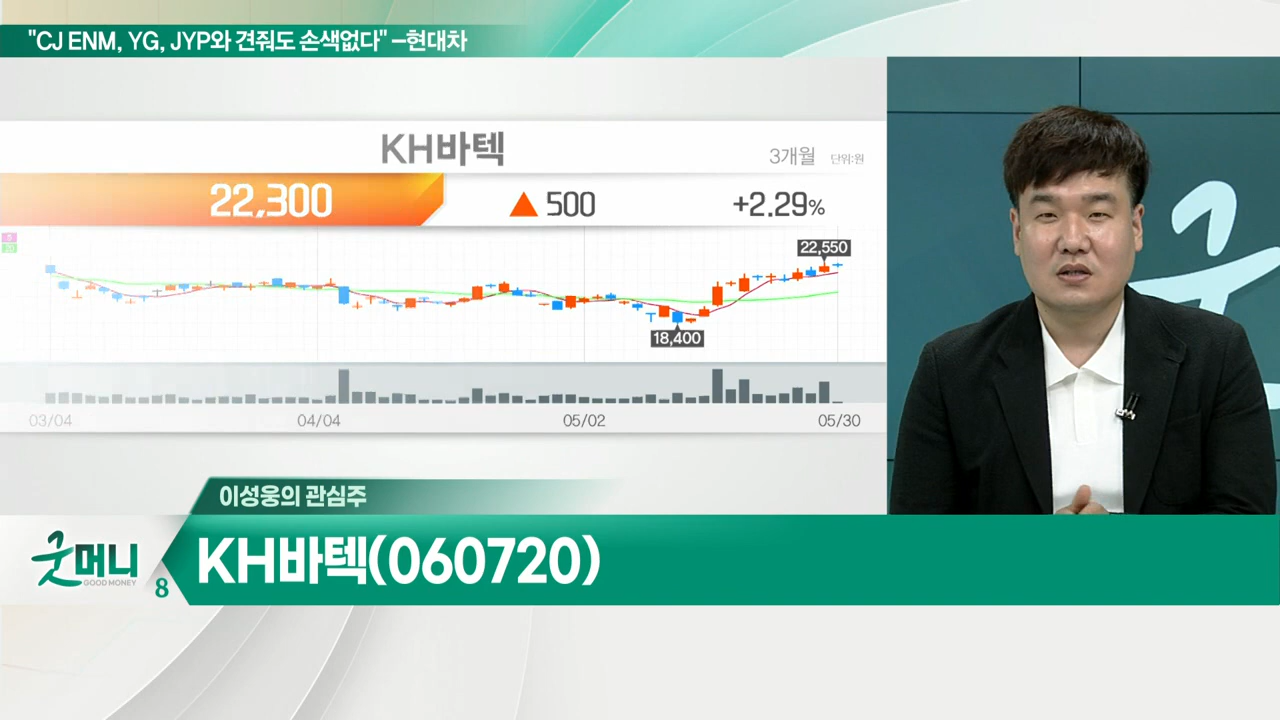 "CJ ENM, YG, JYP와 견줘도 손색없다" -현대차
KH바텍
3개월 단위:원
22,300 ▲ 500 +2.29%
5
20
22,550
18,400
03/04 04/04 05/02 05/30
이성웅의 관심주
굿머니
GOOD MONEY
8
KH바텍(060720)